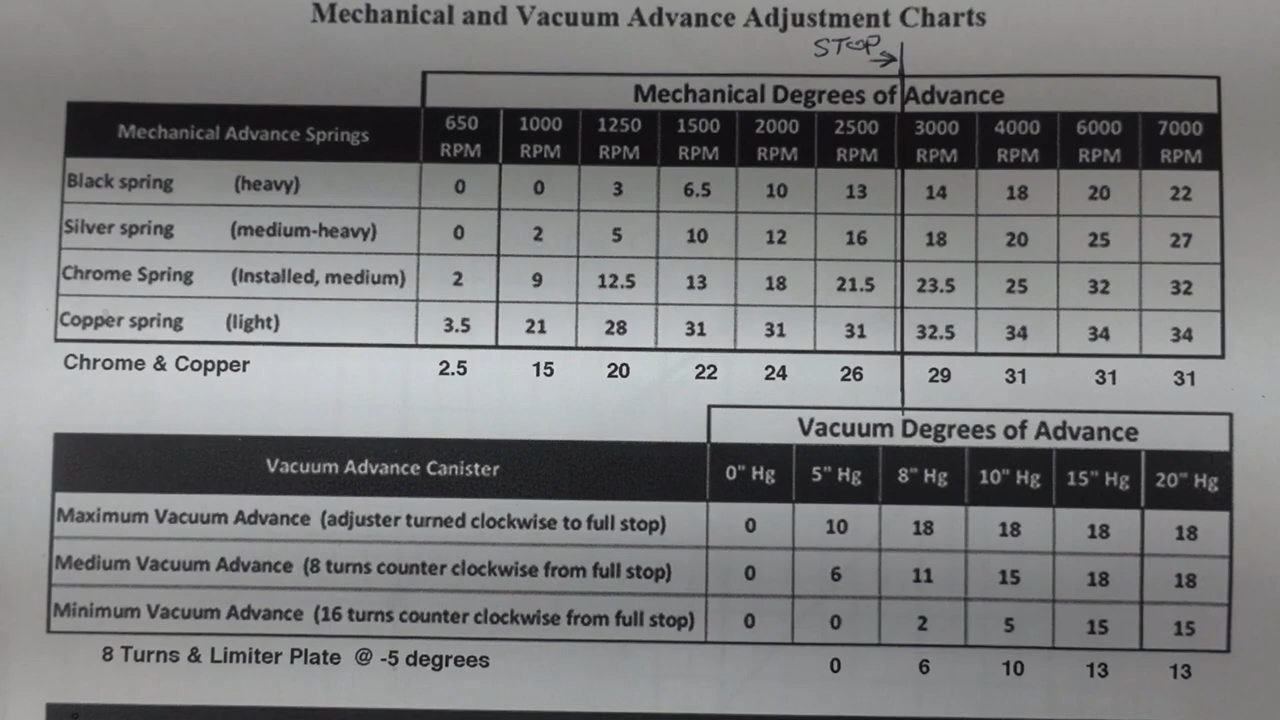 Mechanical and Vacuum Advance Adjustment Charts
STOP
Mechanical Degrees of Advance
Mechanical Advance Springs 650 RPM 1000 RPM 1250 RPM 1500 RPM 2000 RPM 2500 RPM 3000 RPM 4000 RPM 6000 RPM 7000 RPM
Black spring (heavy) 0 0 3 6.5 10 13 14 18 20 22
Silver spring (medium-heavy) 0 2 5 10 12 16 18 20 25 27
Chrome Spring (Installed, medium) 2 9 12.5 13 18 21.5 23.5 25 32 32
Copper spring (light) 3.5 21 28 31 31 31 32.5 34 34 34
Chrome & Copper 2.5 15 20 22 24 26 29 31 31 31
Vacuum Degrees of Advance
Vacuum Advance Canister 0" Hg 5" Hg 8" Hg 10" Hg 15" Hg 20" Hg
Maximum Vacuum Advance (adjuster turned clockwise to full stop) 0 10 18 18 18 18
Medium Vacuum Advance (8 turns counter clockwise from full stop) 0 6 11 15 18 18
Minimum Vacuum Advance (16 turns counter clockwise from full stop) 0 0 2 5 15 15
8 Turns & Limiter Plate @ -5 degrees 0 6 10 13 13